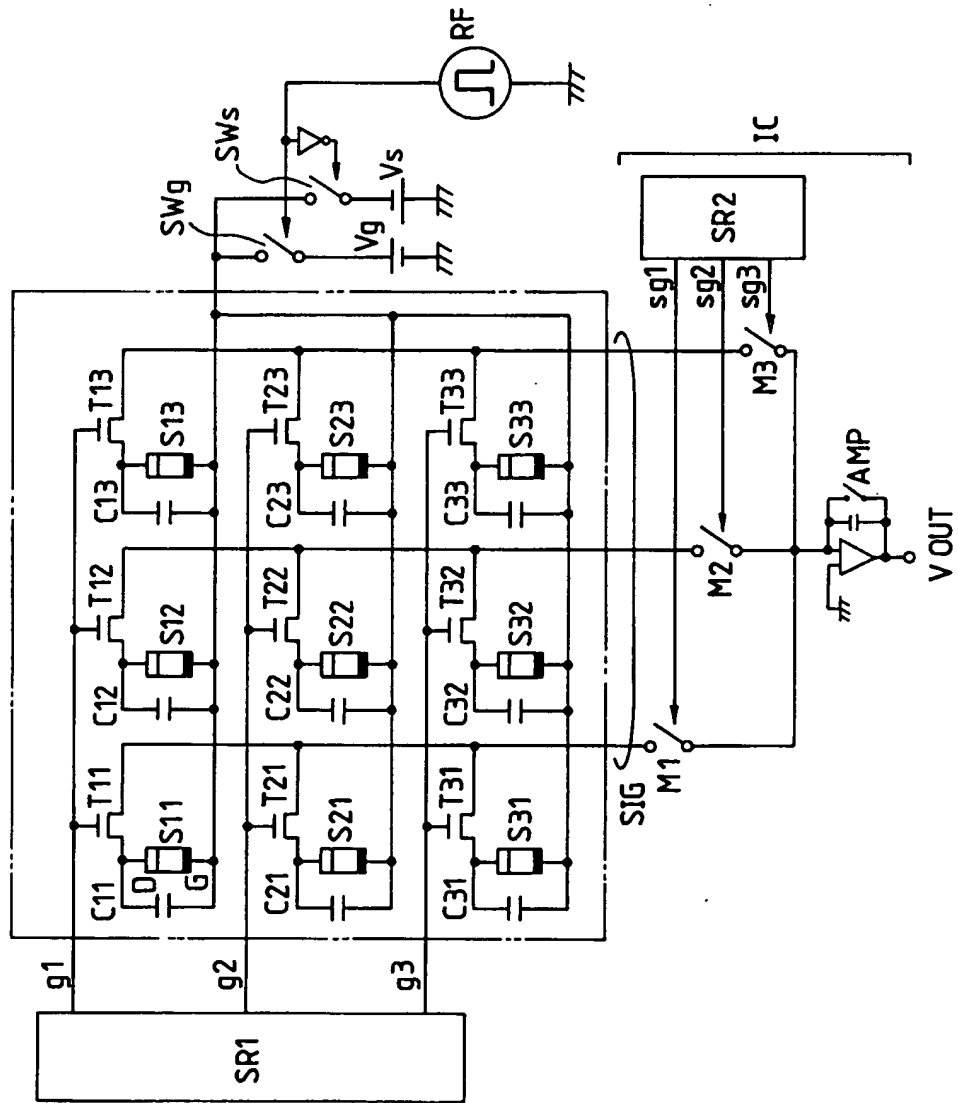 SWg
SWs
RF
Vg
Vs
g1
T11
T12
T13
C11
D
S11
G
C12
S12
C13
S13
SR1
g2
T21
T22
T23
C21
S21
C22
S22
C23
S23
g3
T31
T32
T33
C31
S31
C32
S32
C33
S33
SIG
IC
SR2
sg1
sg2
sg3
M1
M2
M3
AMP
V OUT